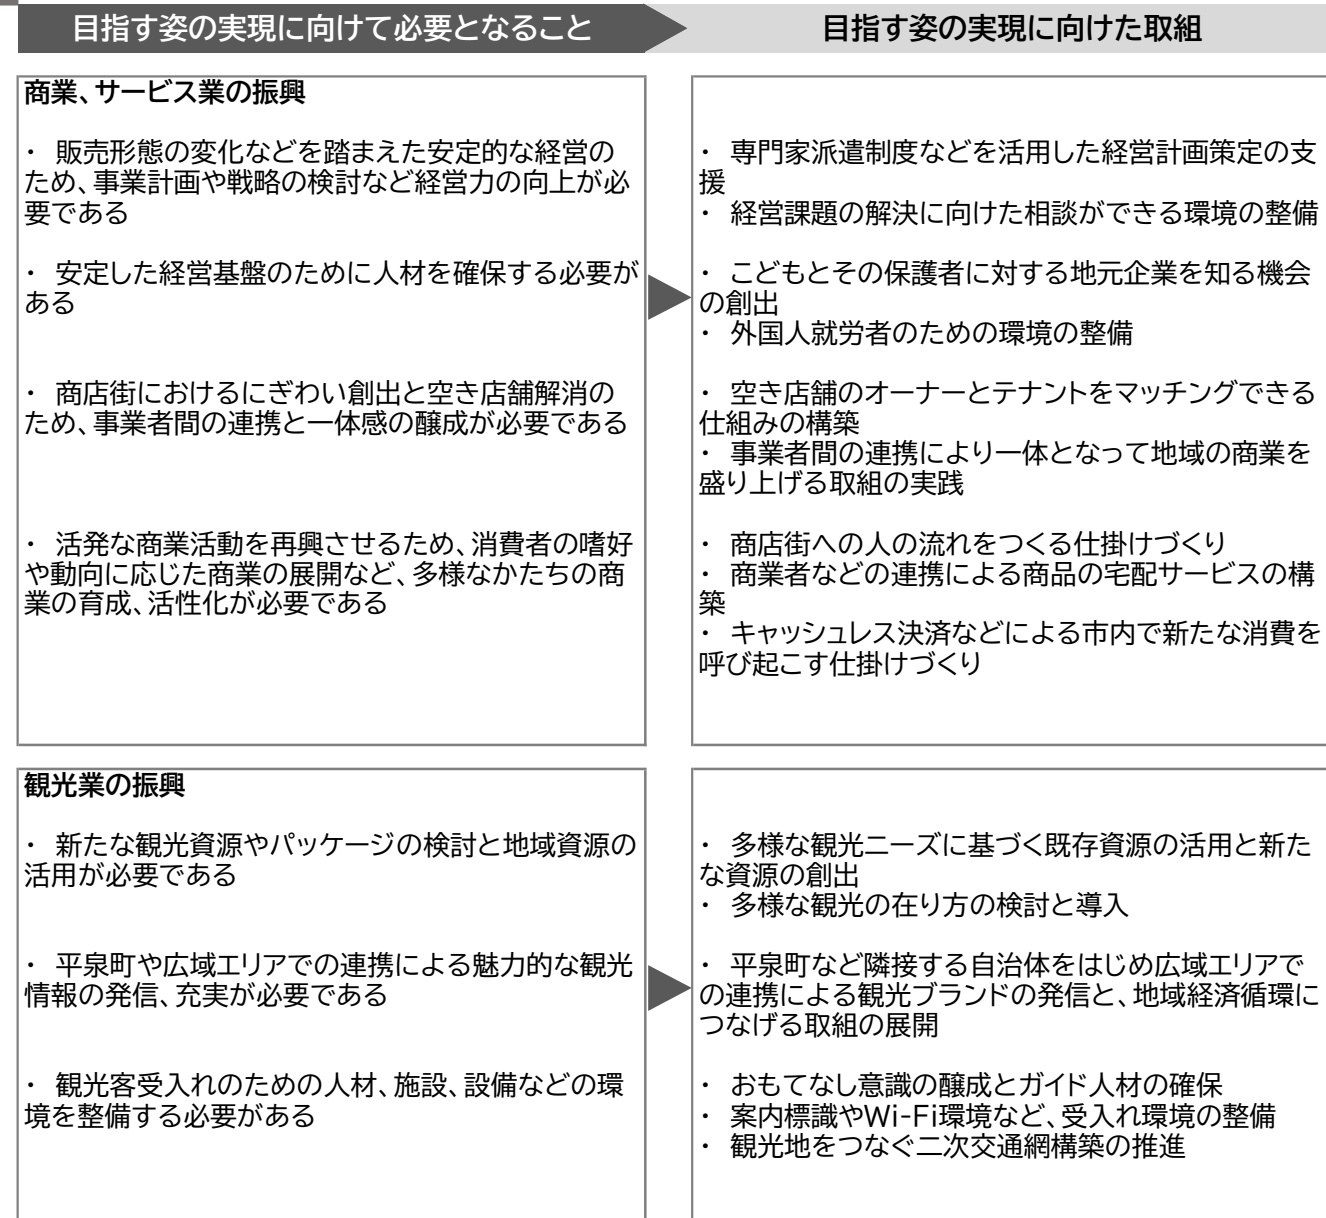 目指す姿の実現に向けて必要となること
目指す姿の実現に向けた取組
商業、サービス業の振興
・ 販売形態の変化などを踏まえた安定的な経営の
ため、事業計画や戦略の検討など経営力の向上が必
要である
・ 安定した経営基盤のために人材を確保する必要が
ある
・ 商店街におけるにぎわい創出と空き店舗解消の
ため、事業者間の連携と一体感の醸成が必要である
・ 活発な商業活動を再興させるため、消費者の嗜好
や動向に応じた商業の展開など、多様なかたちの商
業の育成、活性化が必要である
・ 専門家派遣制度などを活用した経営計画策定の支
援
・ 経営課題の解決に向けた相談ができる環境の整備
・ こどもとその保護者に対する地元企業を知る機会
の創出
・ 外国人就労者のための環境の整備
・ 空き店舗のオーナーとテナントをマッチングできる
仕組みの構築
・ 事業者間の連携により一体となって地域の商業を
盛り上げる取組の実践
・ 商店街への人の流れをつくる仕掛けづくり
・ 商業者などの連携による商品の宅配サービスの構
築
・ キャッシュレス決済などによる市内で新たな消費を
呼び起こす仕掛けづくり
観光業の振興
・ 新たな観光資源やパッケージの検討と地域資源の
活用が必要である
・ 平泉町や広域エリアでの連携による魅力的な観光
情報の発信、充実が必要である
・ 観光客受入れのための人材、施設、設備などの環
境を整備する必要がある
・ 多様な観光ニーズに基づく既存資源の活用と新た
な資源の創出
・ 多様な観光の在り方の検討と導入
・ 平泉町など隣接する自治体をはじめ広域エリアで
の連携による観光ブランドの発信と、地域経済循環に
つなげる取組の展開
・ おもてなし意識の醸成とガイド人材の確保
・ 案内標識やWi-Fi環境など、受入れ環境の整備
・ 観光地をつなぐ二次交通網構築の推進